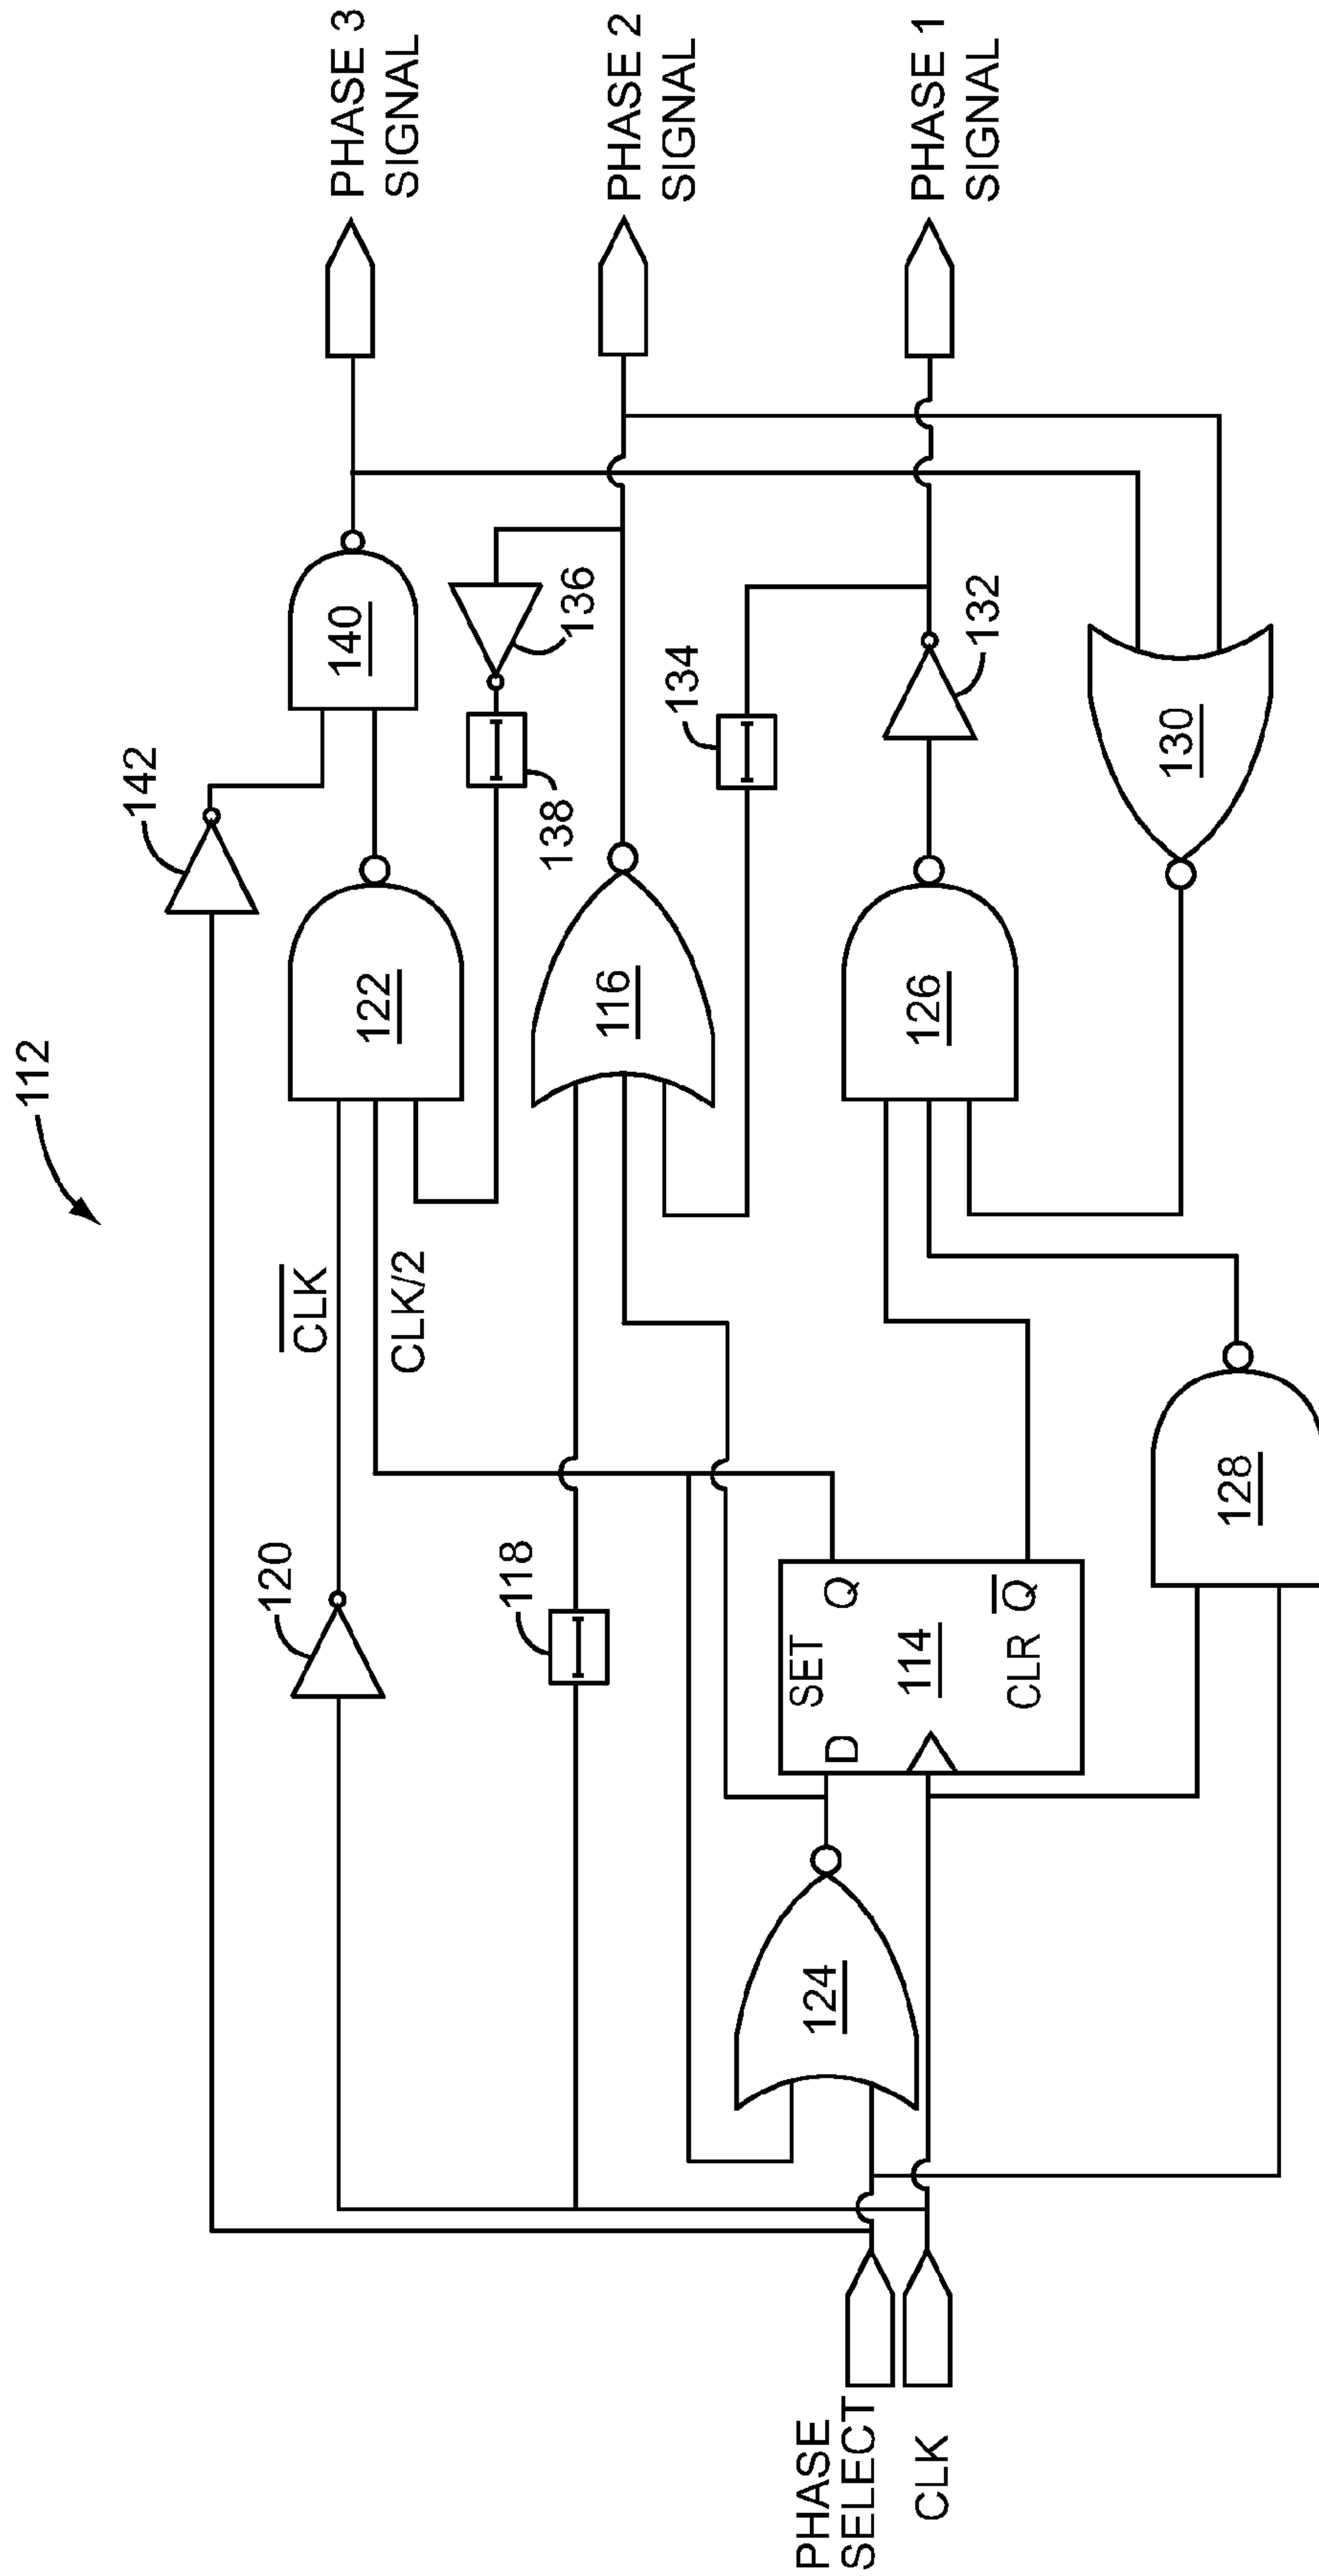 112
142
PHASE 3
SIGNAL
140
122
120
CLK
CLK/2
136
138
PHASE 2
SIGNAL
116
118
134
PHASE 1
SIGNAL
132
126
130
SET
Q
D
114
CLR
Q
124
128
PHASE
SELECT
CLK